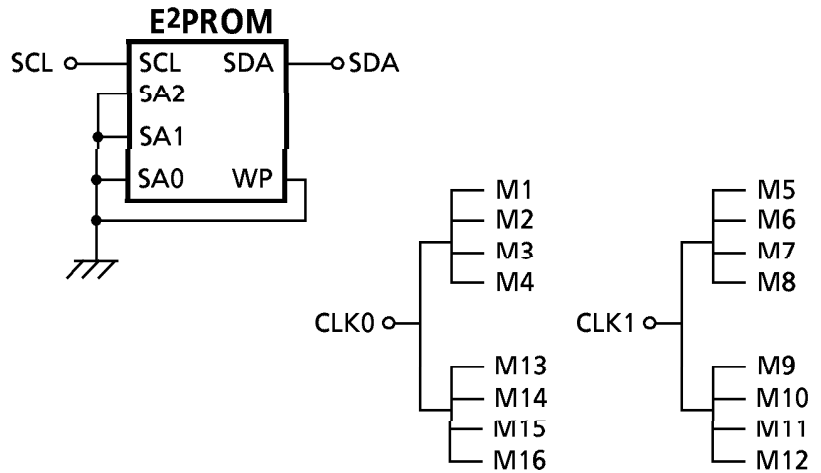 E²PROM
SCL SCL SDA SDA
SA2
SA1
SA0 WP
M1
M2
M3
M4
CLK0
M13
M14
M15
M16
M5
M6
M7
M8
CLK1
M9
M10
M11
M12